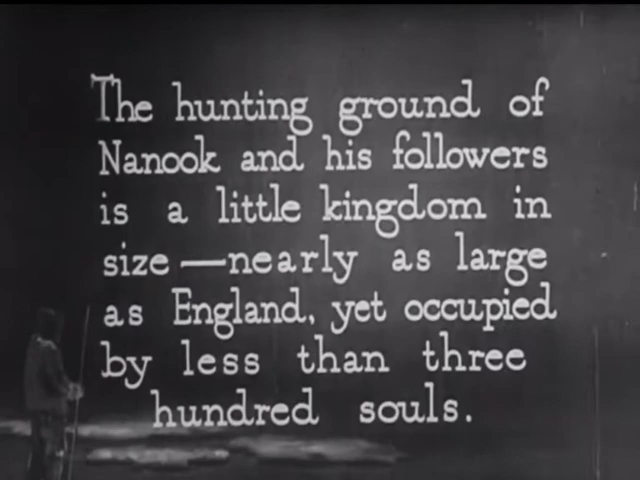 The hunting ground of
Nanook and his followers
is a little kingdom in
size—nearly as large
as England, yet occupied
by less than three
hundred souls.